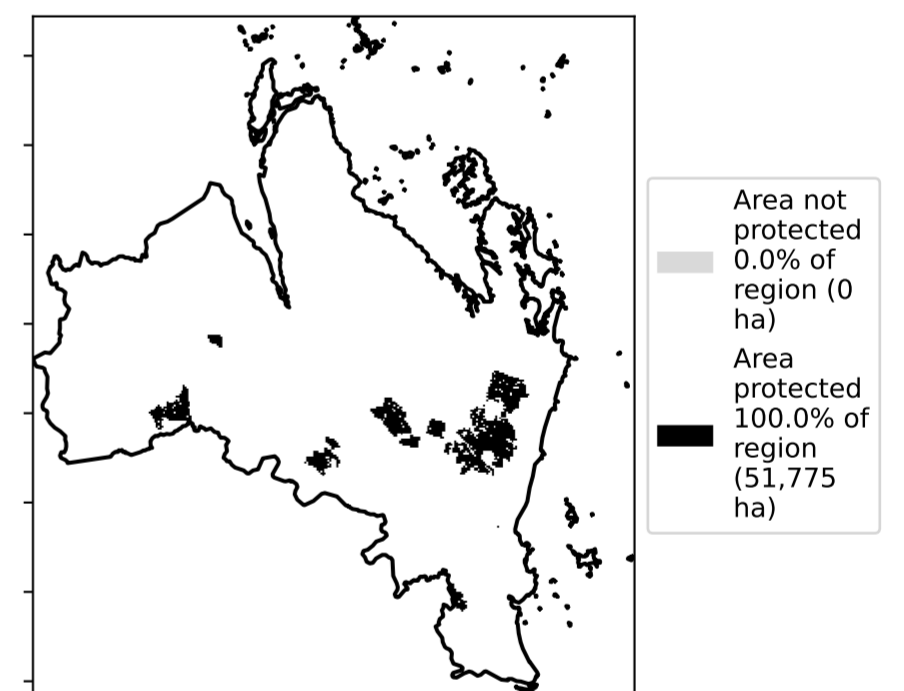 Area not
protected
0.0% of
region (0
ha)
Area
protected
100.0% of
region
(51,775
ha)